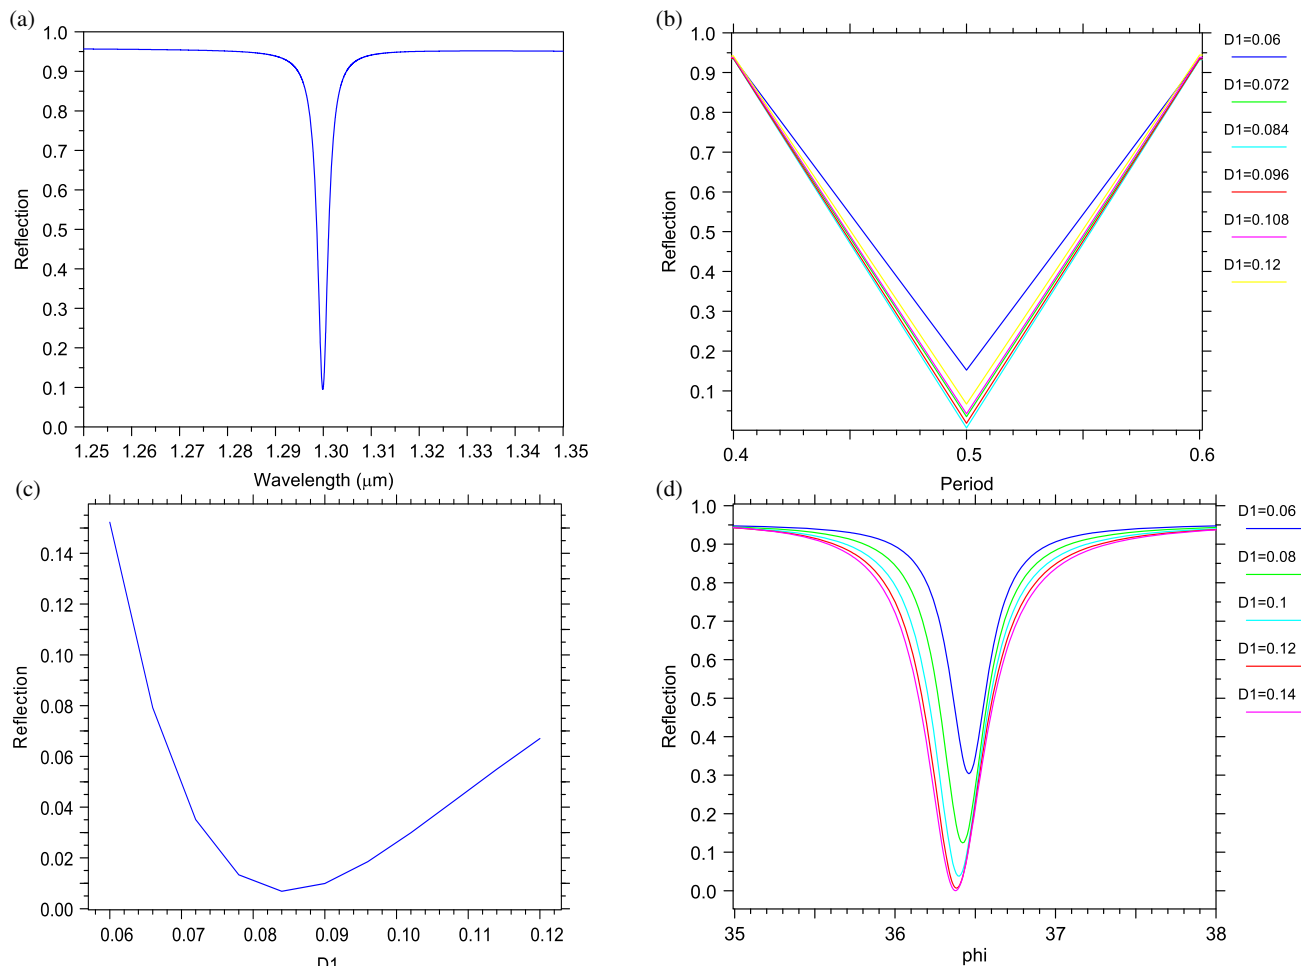 (a)
1.0
0.9
0.8
0.7
0.6
0.5
0.4
0.3
0.2
0.1
0.0
Reflection
1.25 1.26 1.27 1.28 1.29 1.30 1.31 1.32 1.33 1.34 1.35
Wavelength (μm)
(b)
1.0
0.9
0.8
0.7
0.6
0.5
0.4
0.3
0.2
0.1
Reflection
0.4 0.5 0.6
Period
D1=0.06
D1=0.072
D1=0.084
D1=0.096
D1=0.108
D1=0.12
(c)
0.14
0.12
0.10
0.08
0.06
0.04
0.02
0.00
Reflection
0.06 0.07 0.08 0.09 0.10 0.11 0.12
D1
(d)
1.0
0.9
0.8
0.7
0.6
0.5
0.4
0.3
0.2
0.1
0.0
Reflection
35 36 37 38
phi
D1=0.06
D1=0.08
D1=0.1
D1=0.12
D1=0.14